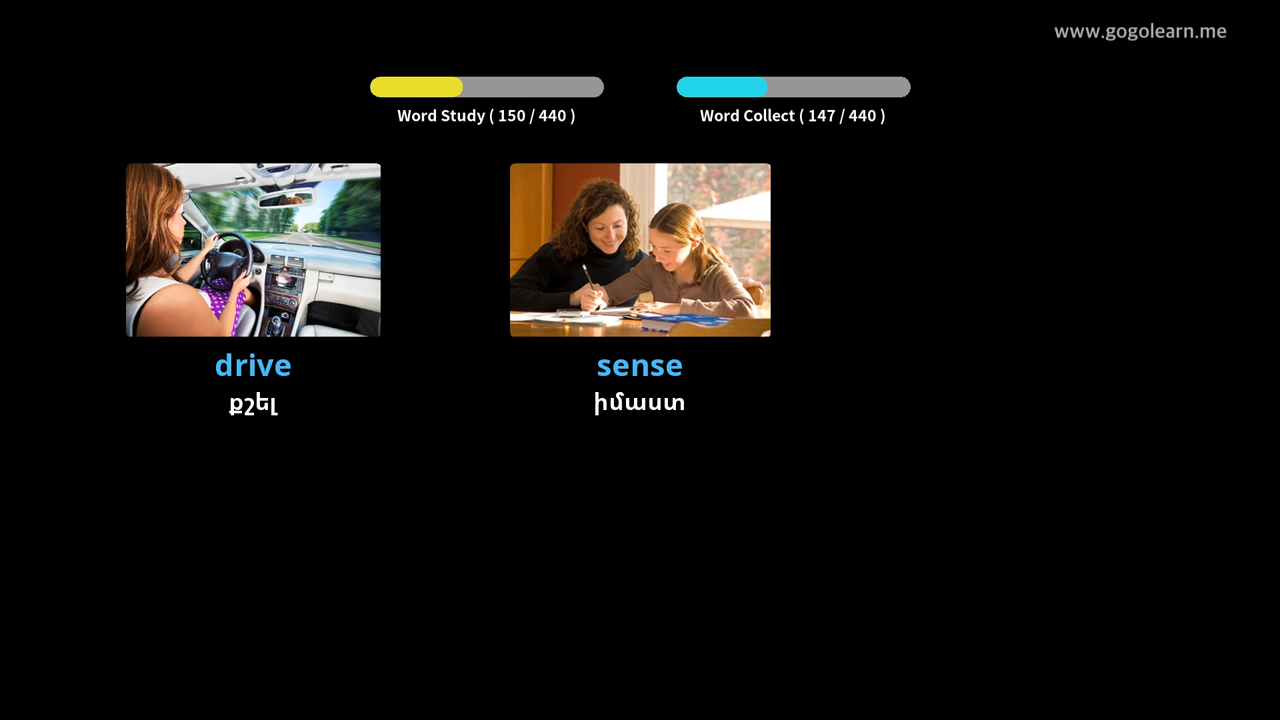 www.gogolearn.me
Word Study ( 150 / 440 )
Word Collect ( 147 / 440 )
drive
քշել
sense
իմաստ